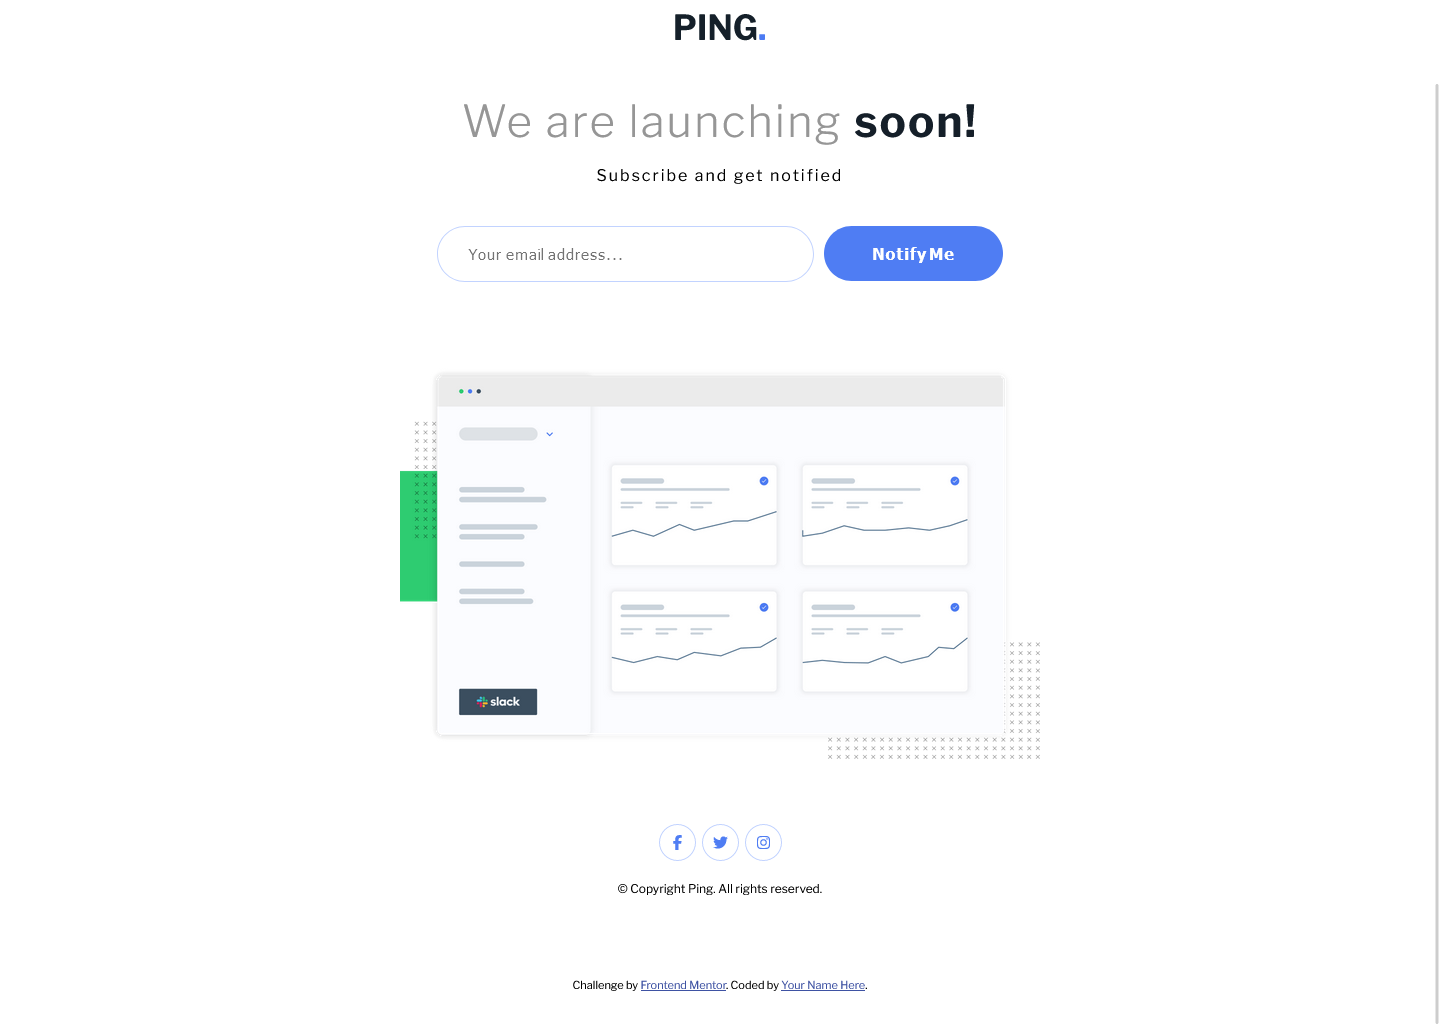 PING.
We are launching soon!
Subscribe and get notified
Your email address...
Notify Me
slack
© Copyright Ping. All rights reserved.
Challenge by Frontend Mentor. Coded by Your Name Here.